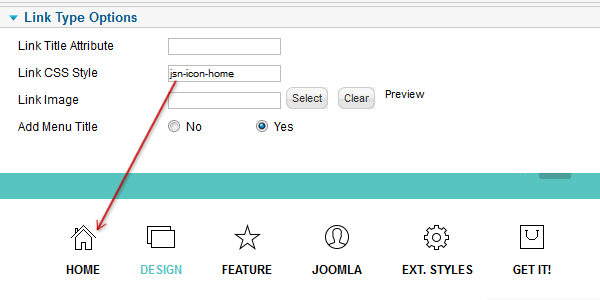 Link Type Options
Link Title Attribute
Link CSS Style jsn-icon-home
Link Image Select Clear Preview
Add Menu Title No Yes
HOME DESIGN FEATURE JOOMLA EXT. STYLES GET IT!